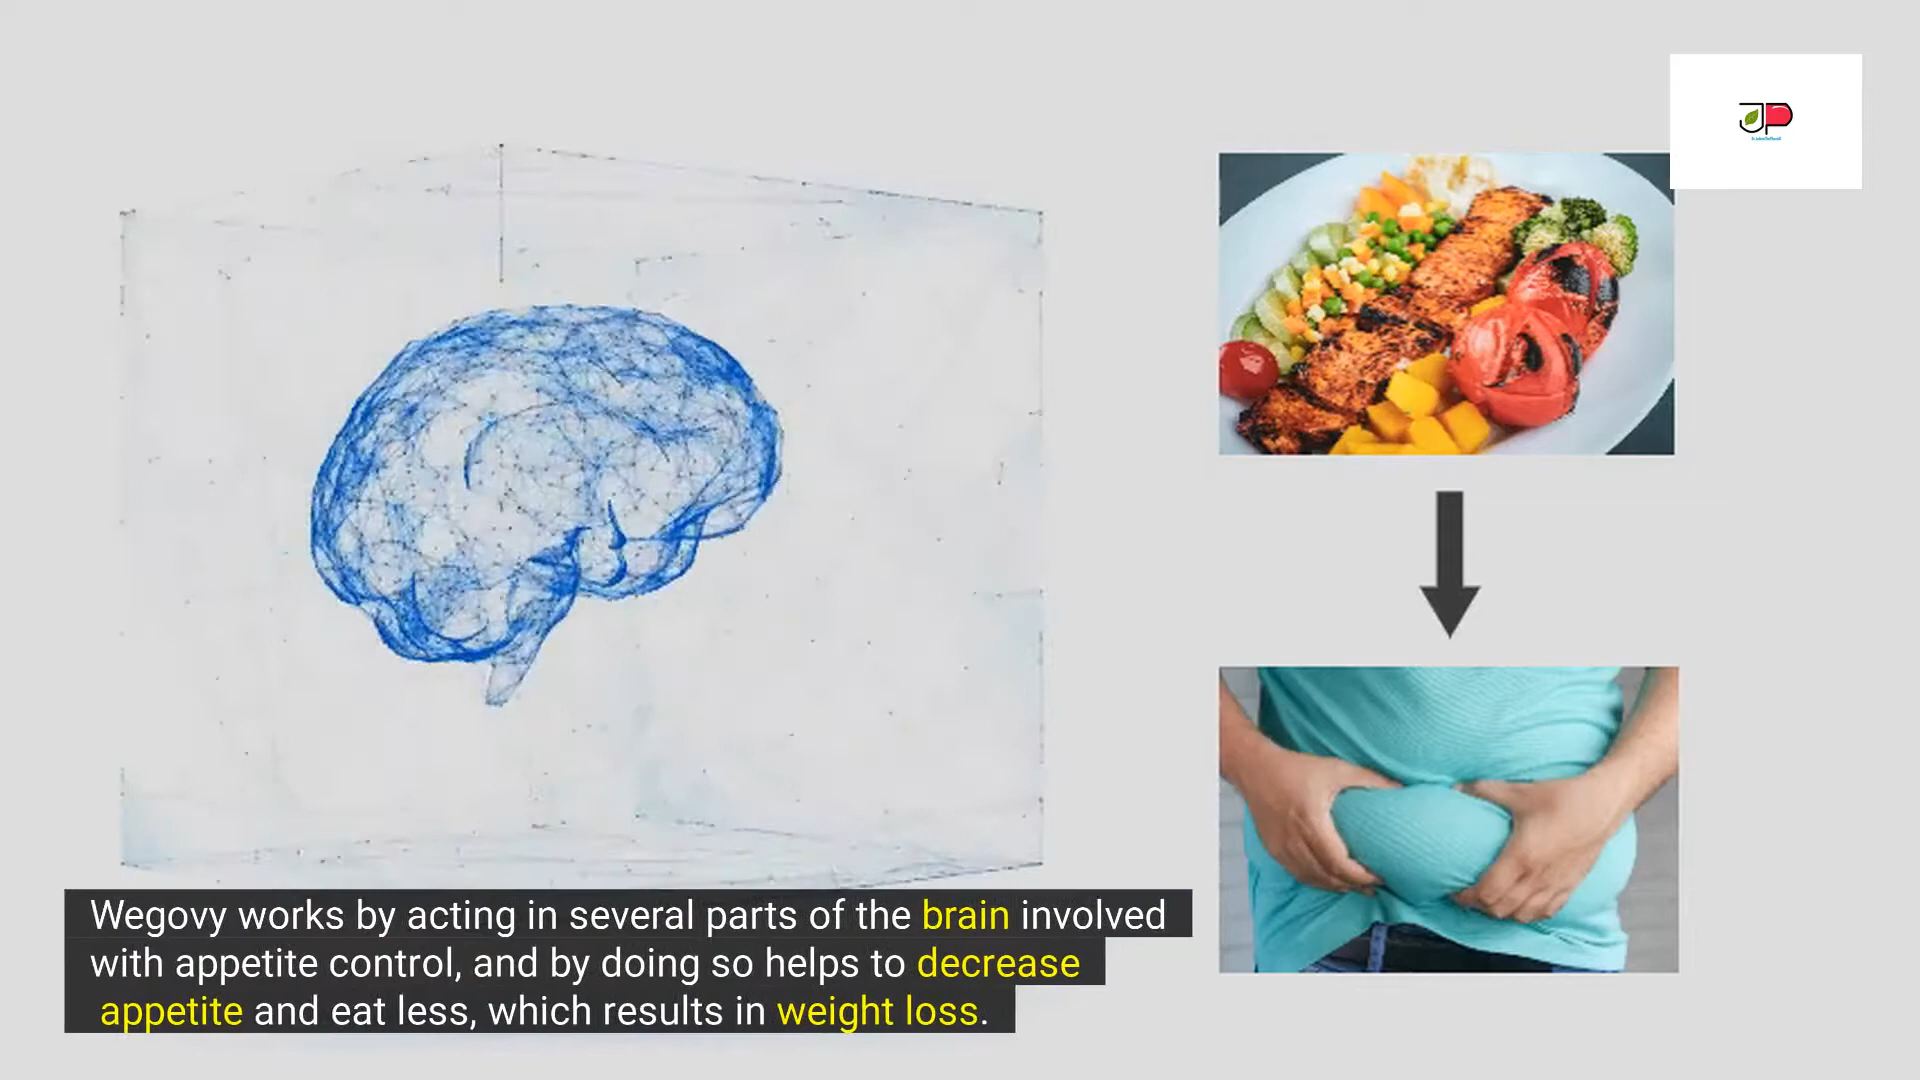 JP
Wegovy works by acting in several parts of the brain involved
with appetite control, and by doing so helps to decrease
appetite and eat less, which results in weight loss.